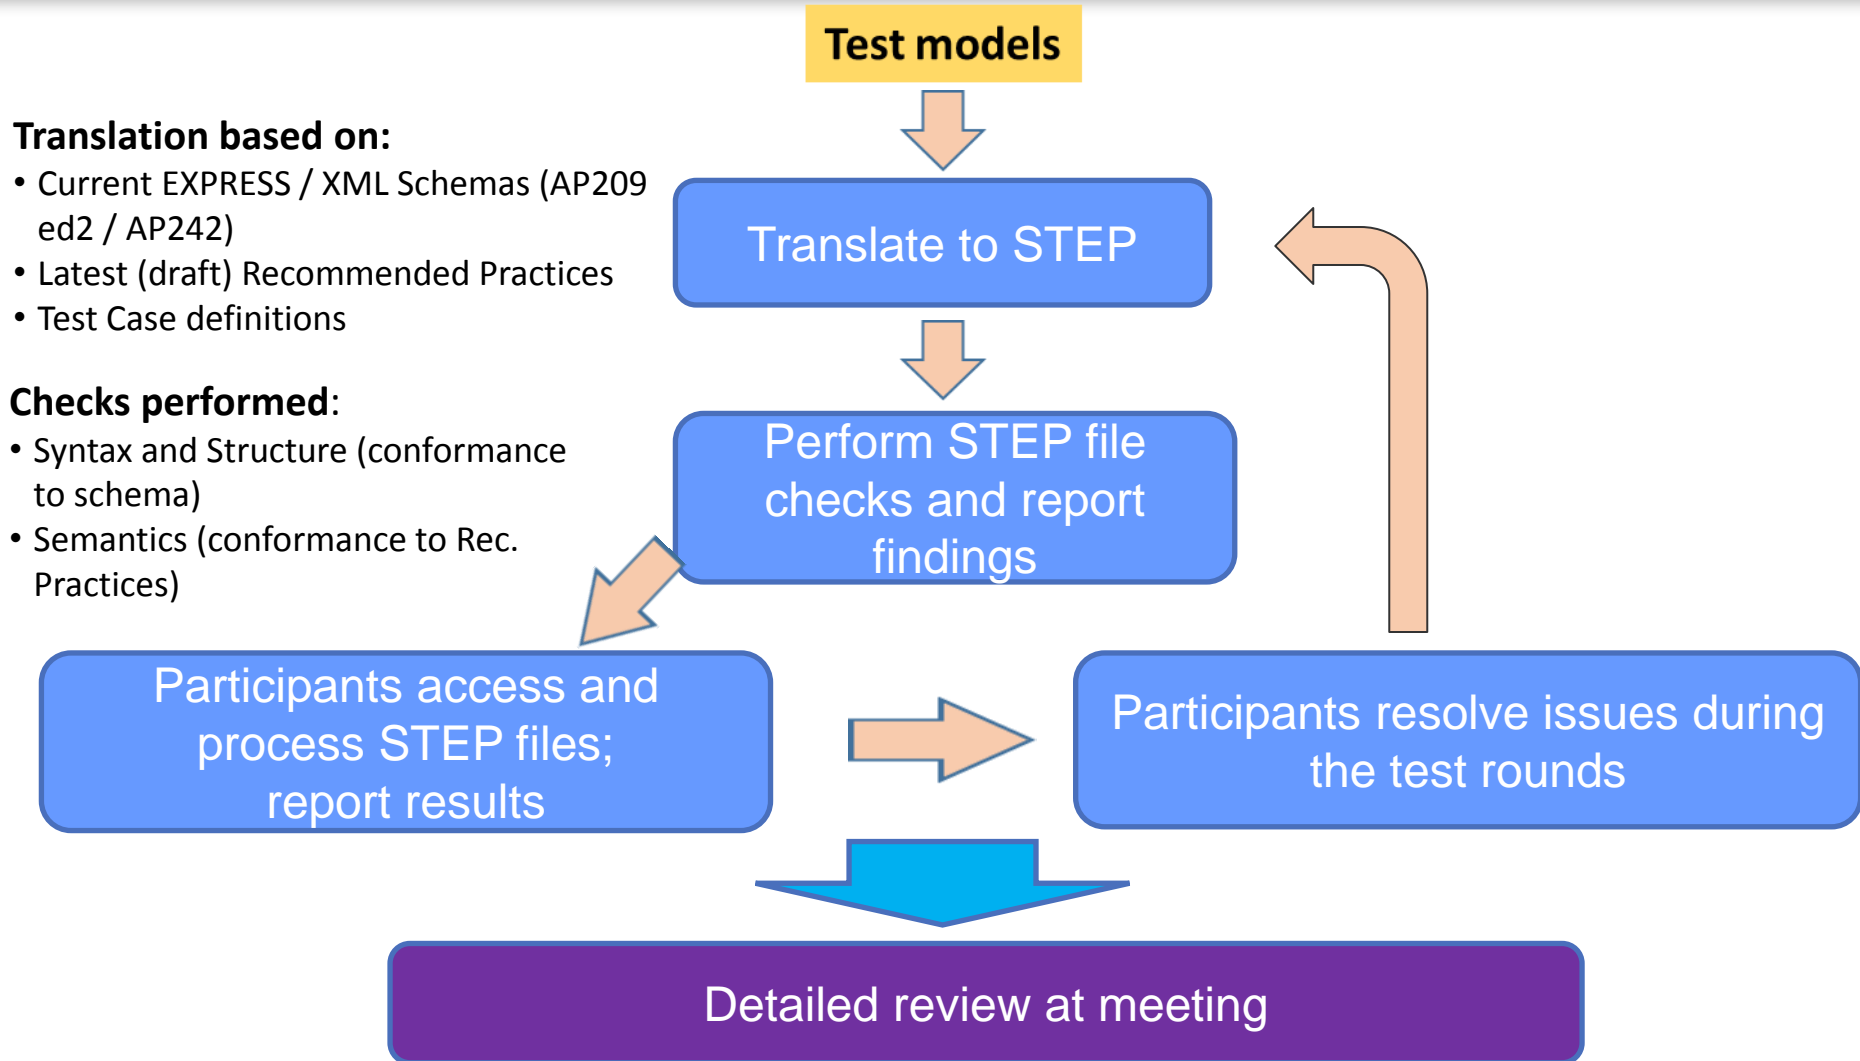 Test models
Translation based on:
• Current EXPRESS / XML Schemas (AP209
ed2 / AP242)
• Latest (draft) Recommended Practices
• Test Case definitions
Translate to STEP
Checks performed:
• Syntax and Structure (conformance
to schema)
• Semantics (conformance to Rec.
Practices)
Perform STEP file
checks and report
findings
Participants access and
process STEP files;
report results
Participants resolve issues during
the test rounds
Detailed review at meeting